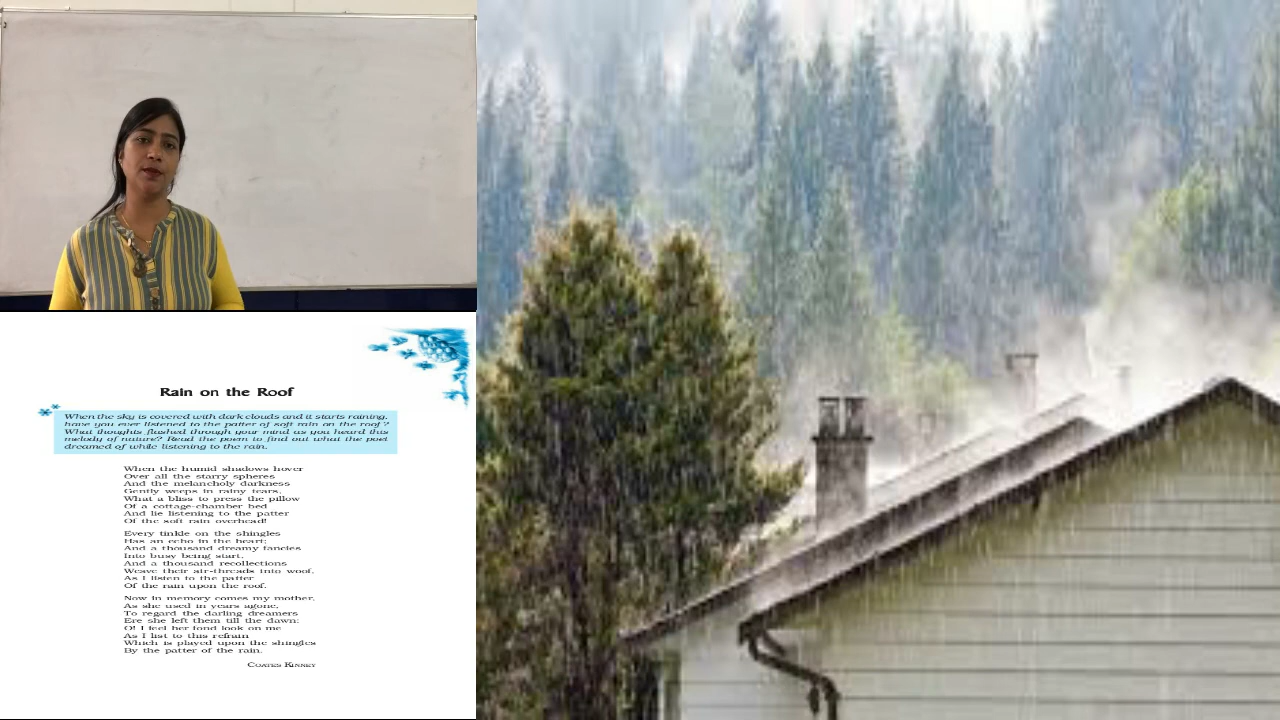 Rain on the Roof
When the sky is covered with dark clouds and it starts raining,
have you ever listened to the patter of soft rain on the roof?
What thoughts flashed through your mind as you heard this
melody of nature? Read the poem to find out what the poet
dreamed of while listening to the rain.
When the humid shadows hover
Over all the starry spheres
And the melancholy darkness
Gently weeps in rainy tears,
What a bliss to press the pillow
Of a cottage-chamber bed
And lie listening to the patter
Of the soft rain overhead!
Every tinkle on the shingles
Has an echo in the heart;
And a thousand dreamy fancies
Into busy being start,
And a thousand recollections
Weave their air-threads into woof,
As I listen to the patter
Of the rain upon the roof.
Now in memory comes my mother,
As she used in years agone,
To regard the darling dreamers
Ere she left them till the dawn:
O! I feel her fond look on me
As I list to this refrain
Which is played upon the shingles
By the patter of the rain.
COATES KINNEY